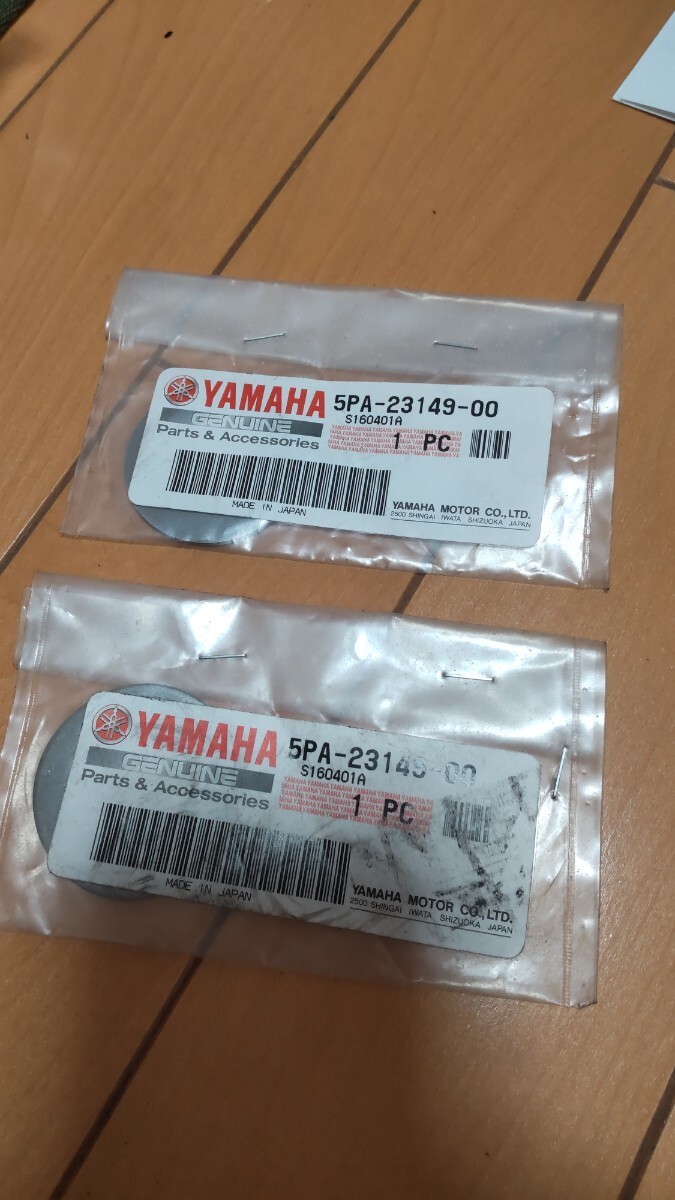 YAMAHA 5PA-23149-00
GENUINE S160401A
Parts & Accessories 1 PC
MADE IN JAPAN YAMAHA MOTOR CO.,LTD.
2500 SHINGAI IWATA SHIZUOKA JAPAN
YAMAHA 5PA-23149-00
GENUINE S160401A
Parts & Accessories 1 PC
MADE IN JAPAN YAMAHA MOTOR CO.,LTD.
2500 SHINGAI IWATA SHIZUOKA JAPAN